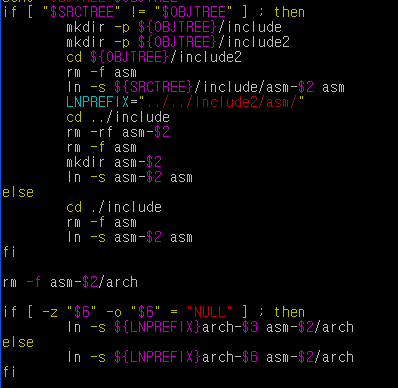 if [ "$SRCTREE" != "$OBJTREE" ] ; then
mkdir -p ${OBJTREE}/include
mkdir -p ${OBJTREE}/include2
cd ${OBJTREE}/include2
rm -f asm
ln -s ${SRCTREE}/include/asm-$2 asm
LNPREFIX="../../include2/asm/"
cd ../include
rm -rf asm-$2
rm -f asm
mkdir asm-$2
ln -s asm-$2 asm
else
cd ./include
rm -f asm
ln -s asm-$2 asm
fi
rm -f asm-$2/arch
if [ -z "$6" -o "$6" = "NULL" ] ; then
ln -s ${LNPREFIX}arch-$3 asm-$2/arch
else
ln -s ${LNPREFIX}arch-$6 asm-$2/arch
fi